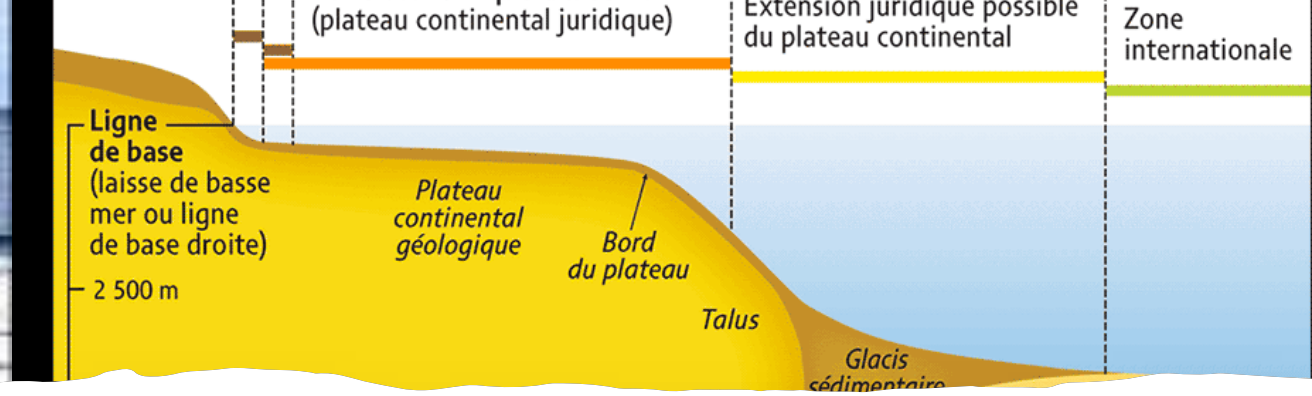 (plateau continental juridique)
Extension juridique possible
du plateau continental
Zone
internationale
Ligne
de base
(laisse de basse
mer ou ligne
de base droite)
2 500 m
Plateau
continental
géologique
Bord
du plateau
Talus
Glacis
sédimentaire